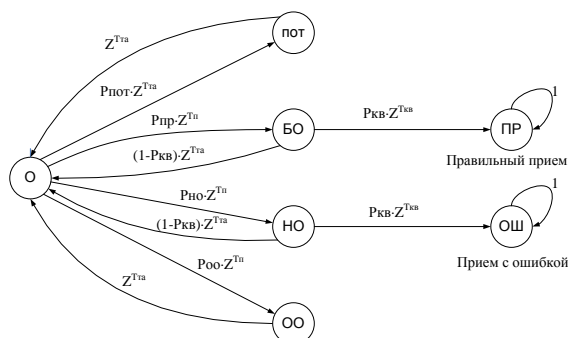 пот
Z^Tта
Pпот·Z^Tта
1
Pпр·Z^Tп
БО
Pкв·Z^Tкв
ПР
(1-Pкв)·Z^Tта
Правильный прием
О
Pно·Z^Tп
1
(1-Pкв)·Z^Tта
НО
Pкв·Z^Tкв
ОШ
Pоо·Z^Tп
Прием с ошибкой
Z^Tта
ОО